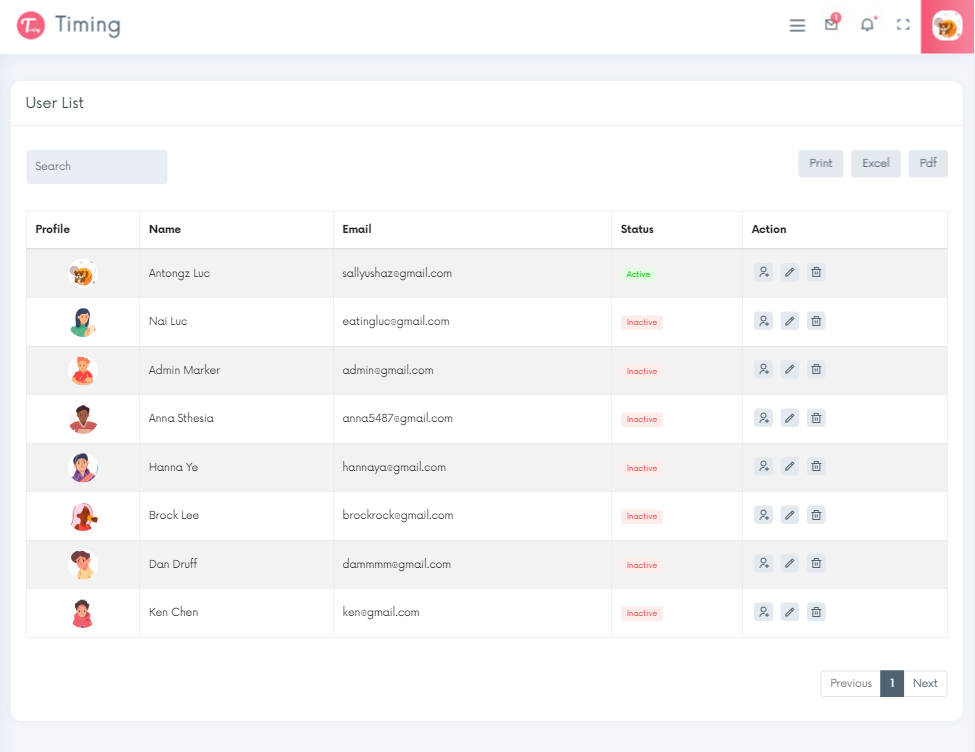 Timing
1
User List
Search
Print Excel Pdf
Profile Name Email Status Action
Antongz Luc sallyushaz@gmail.com Active
Nai Luc eatingluc@gmail.com Inactive
Admin Marker admin@gmail.com Inactive
Anna Sthesia anna5487@gmail.com Inactive
Hanna Ye hannaya@gmail.com Inactive
Brock Lee brockrock@gmail.com Inactive
Dan Druff dammmm@gmail.com Inactive
Ken Chen ken@gmail.com Inactive
Previous 1 Next